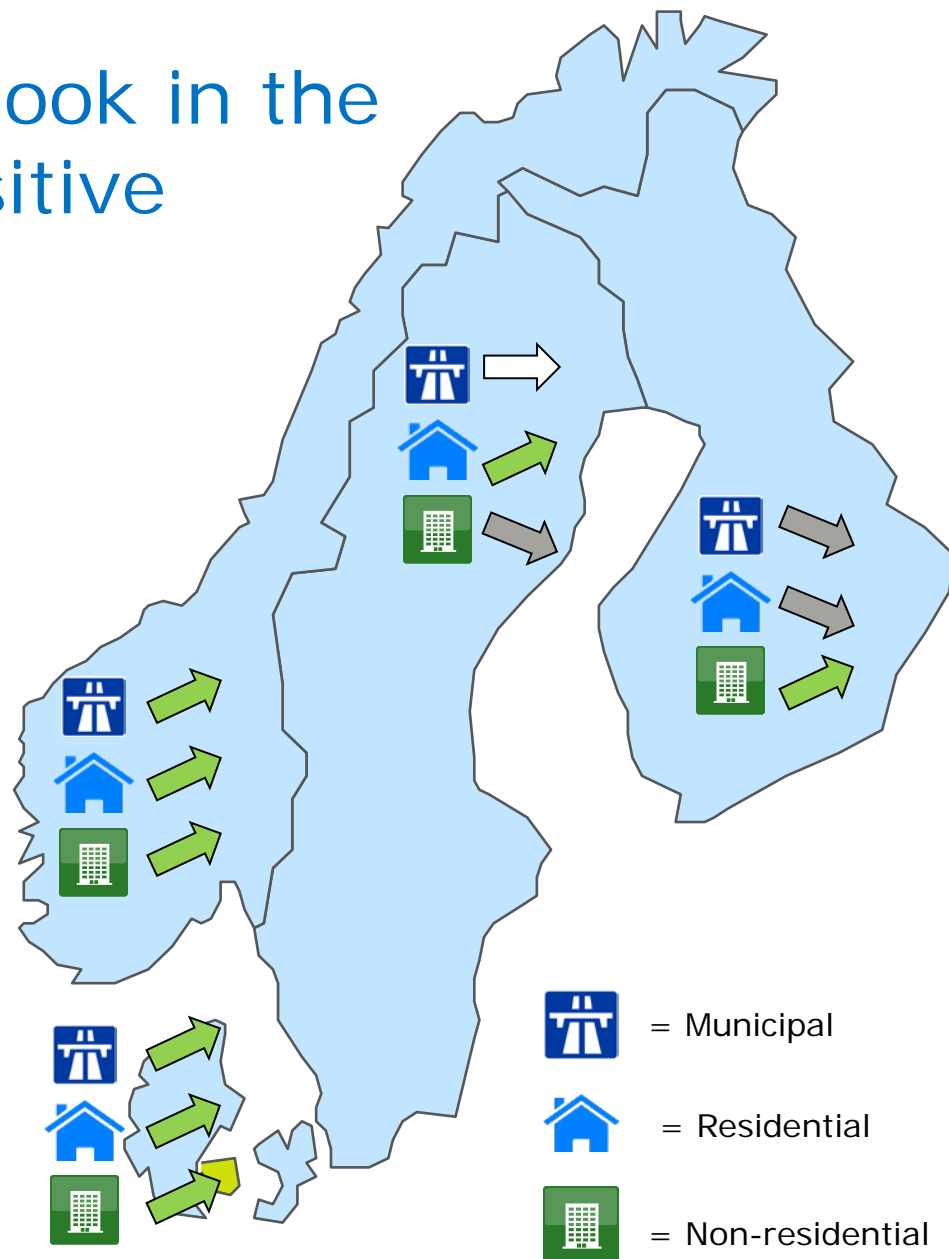 ook in the
sitive
= Municipal
= Residential
= Non-residential